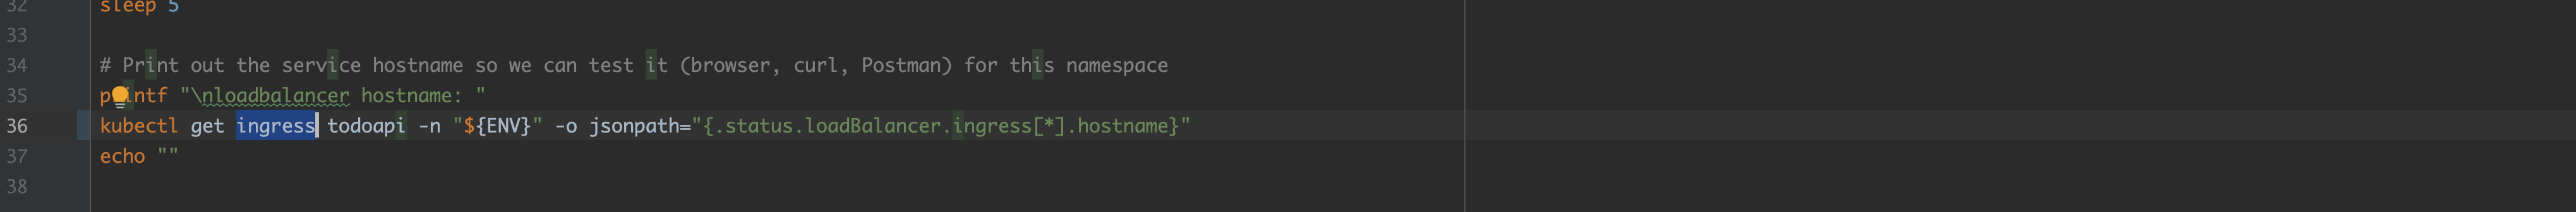 32 sleep 5
33
34 # Print out the service hostname so we can test it (browser, curl, Postman) for this namespace
35 printf "\nloadbalancer hostname: "
36 kubectl get ingress todoapi -n "${ENV}" -o jsonpath="{.status.loadBalancer.ingress[*].hostname}"
37 echo ""
38